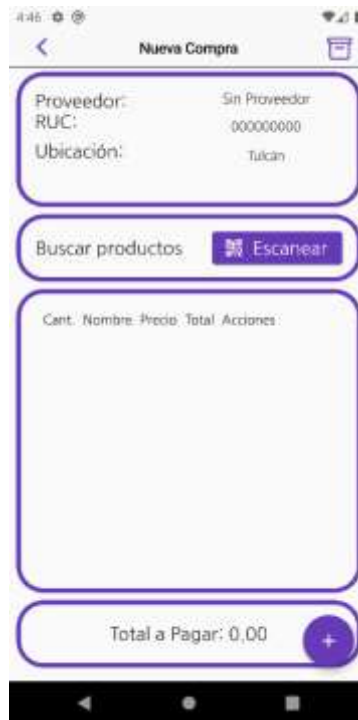 4:46
Nueva Compra
Proveedor: Sin Proveedor
RUC: 000000000
Ubicación: Tulcán
Buscar productos Escanear
Cant. Nombre Precio Total Acciones
Total a Pagar: 0,00
+